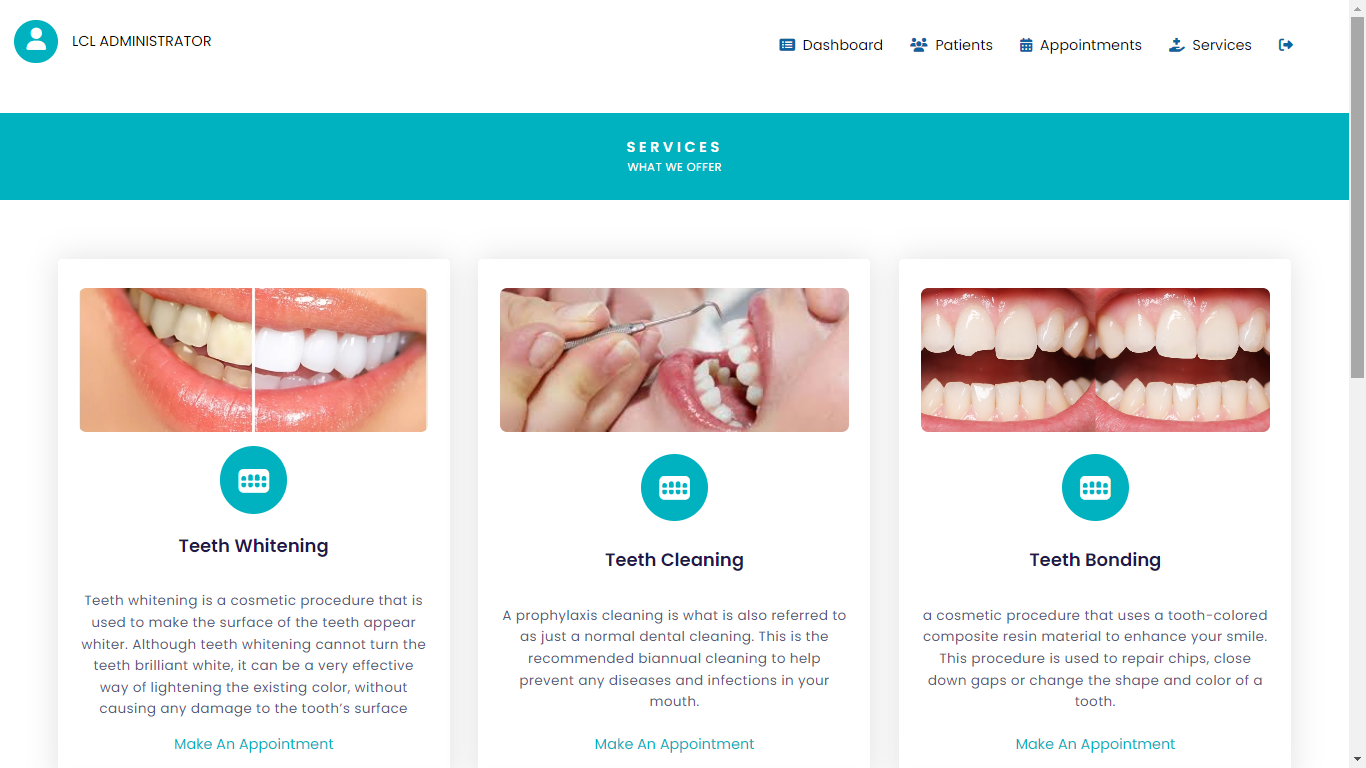 LCL ADMINISTRATOR
Dashboard Patients Appointments Services
SERVICES
WHAT WE OFFER
Teeth Whitening
Teeth whitening is a cosmetic procedure that is
used to make the surface of the teeth appear
whiter. Although teeth whitening cannot turn the
teeth brilliant white, it can be a very effective
way of lightening the existing color, without
causing any damage to the tooth’s surface
Make An Appointment
Teeth Cleaning
A prophylaxis cleaning is what is also referred to
as just a normal dental cleaning. This is the
recommended biannual cleaning to help
prevent any diseases and infections in your
mouth.
Make An Appointment
Teeth Bonding
a cosmetic procedure that uses a tooth-colored
composite resin material to enhance your smile.
This procedure is used to repair chips, close
down gaps or change the shape and color of a
tooth.
Make An Appointment